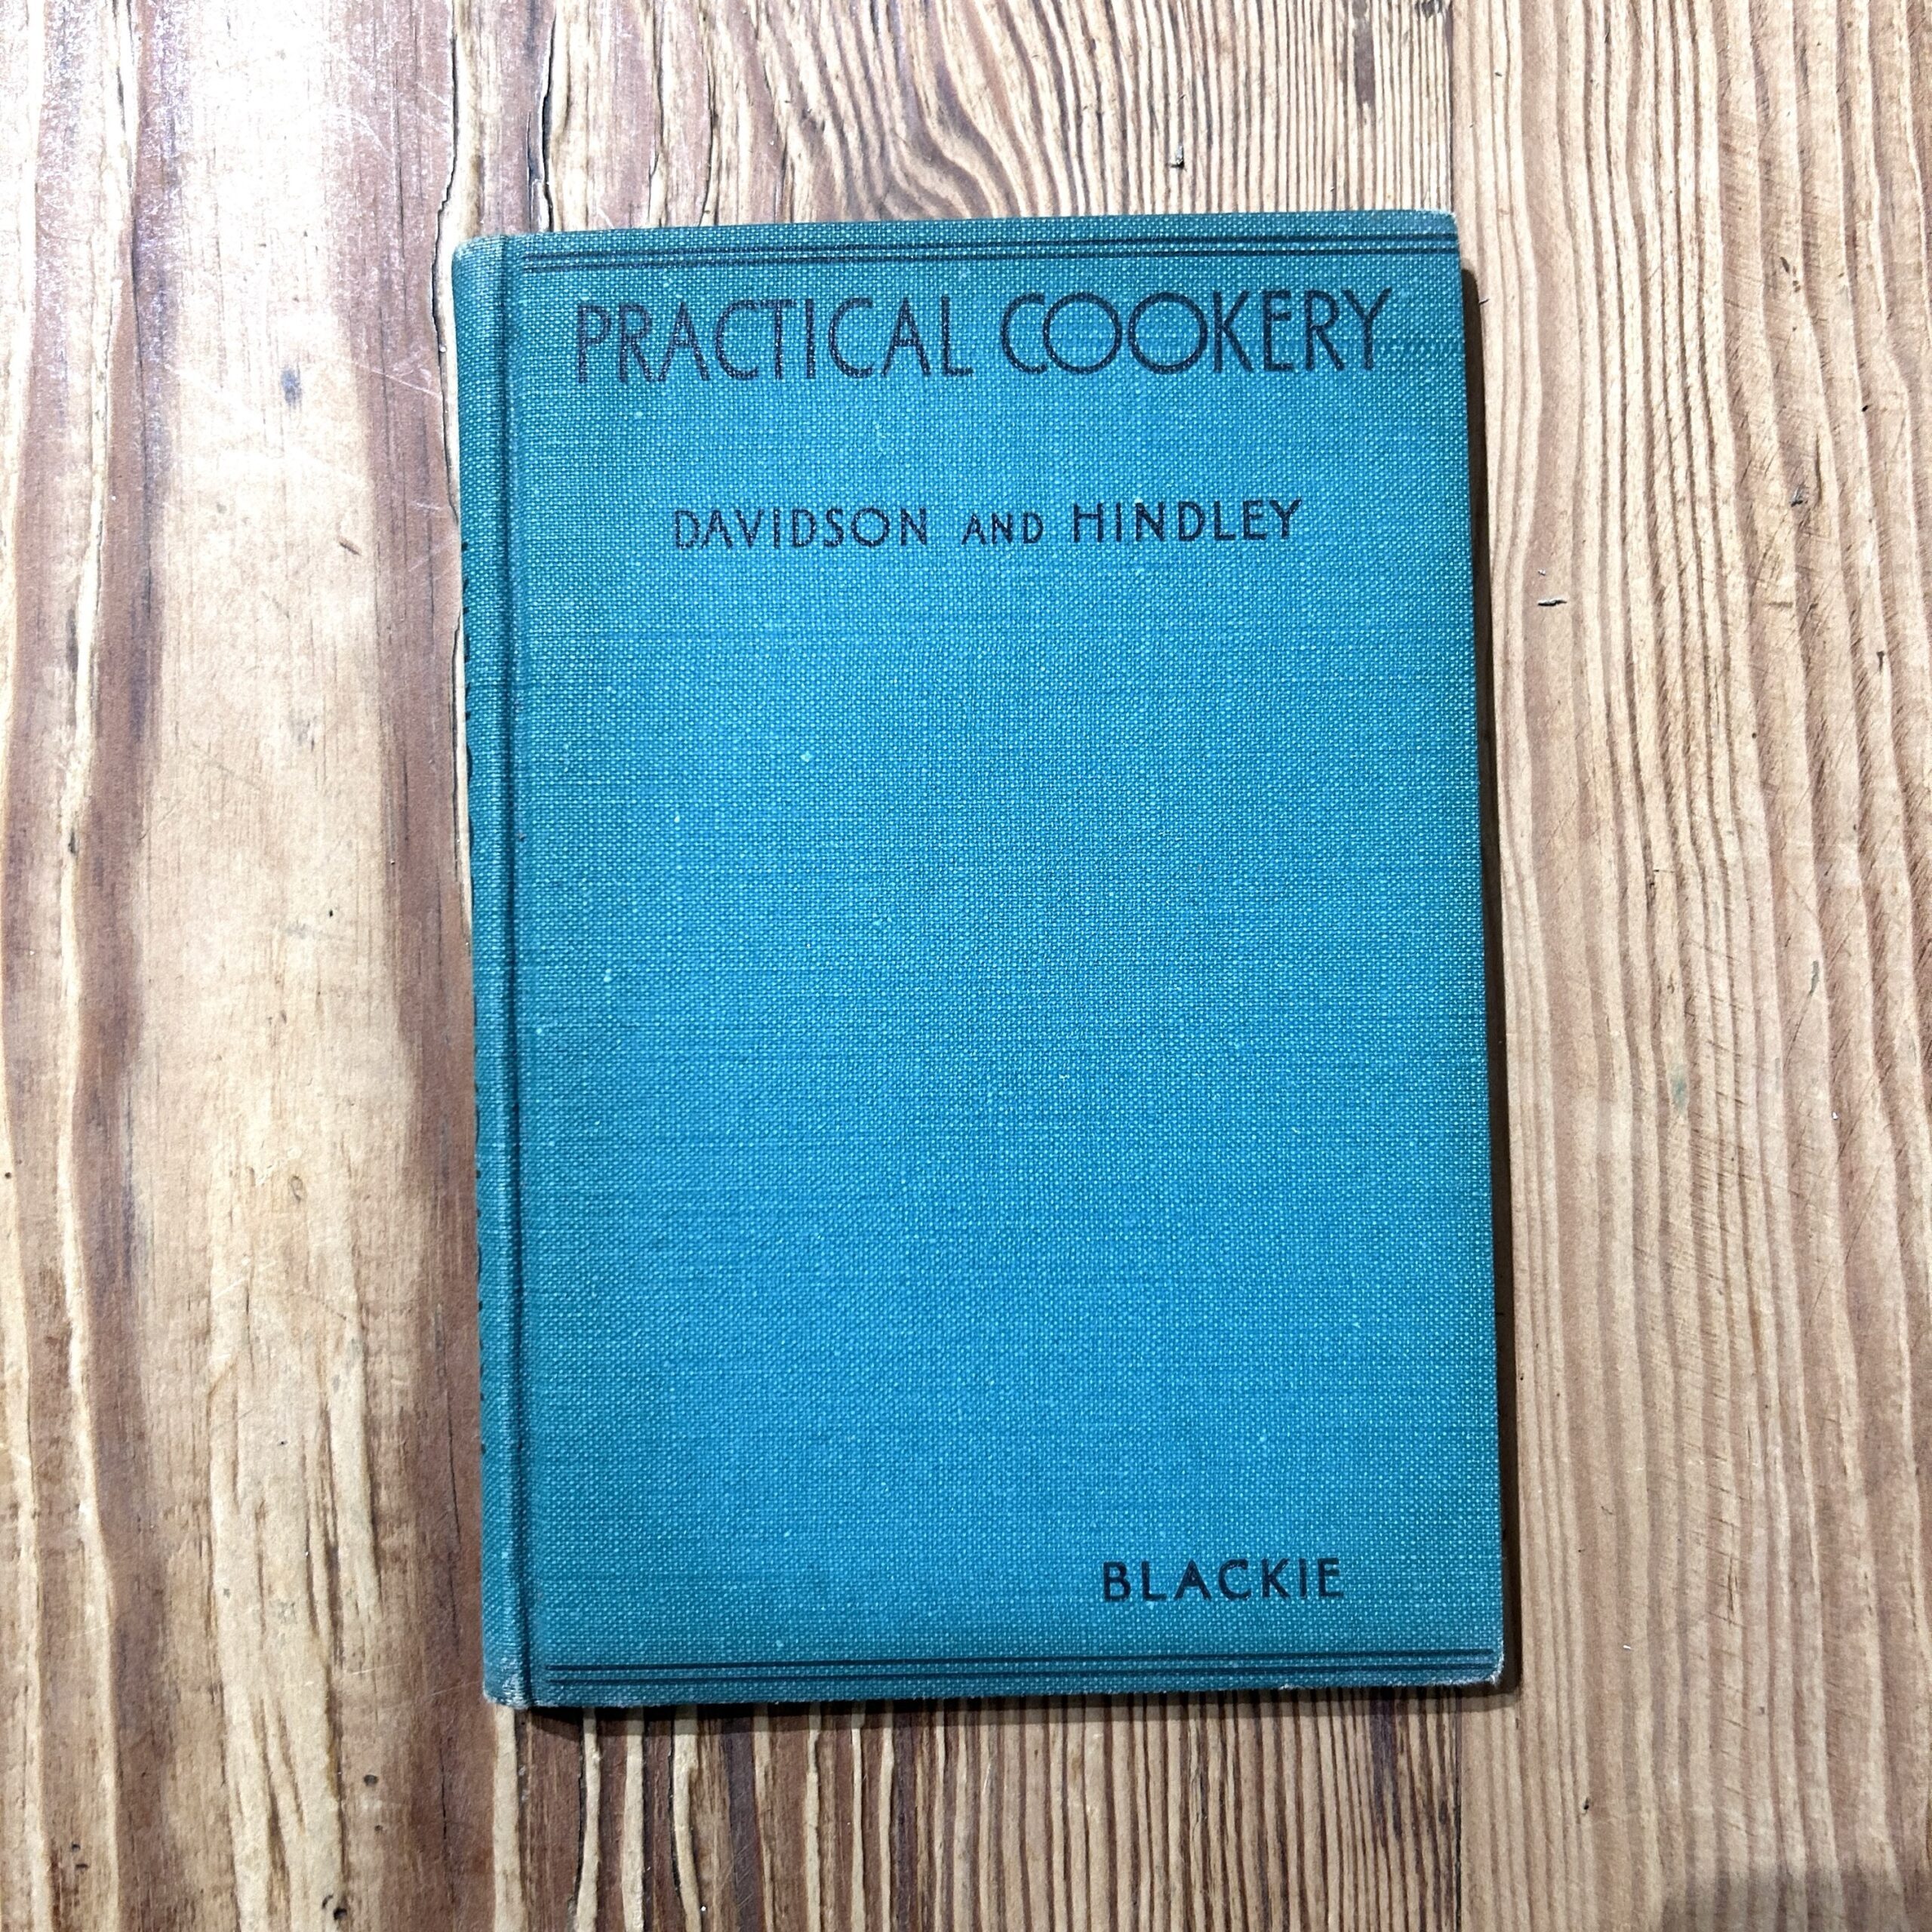 PRACTICAL COOKERY
DAVIDSON AND HINDLEY
BLACKIE